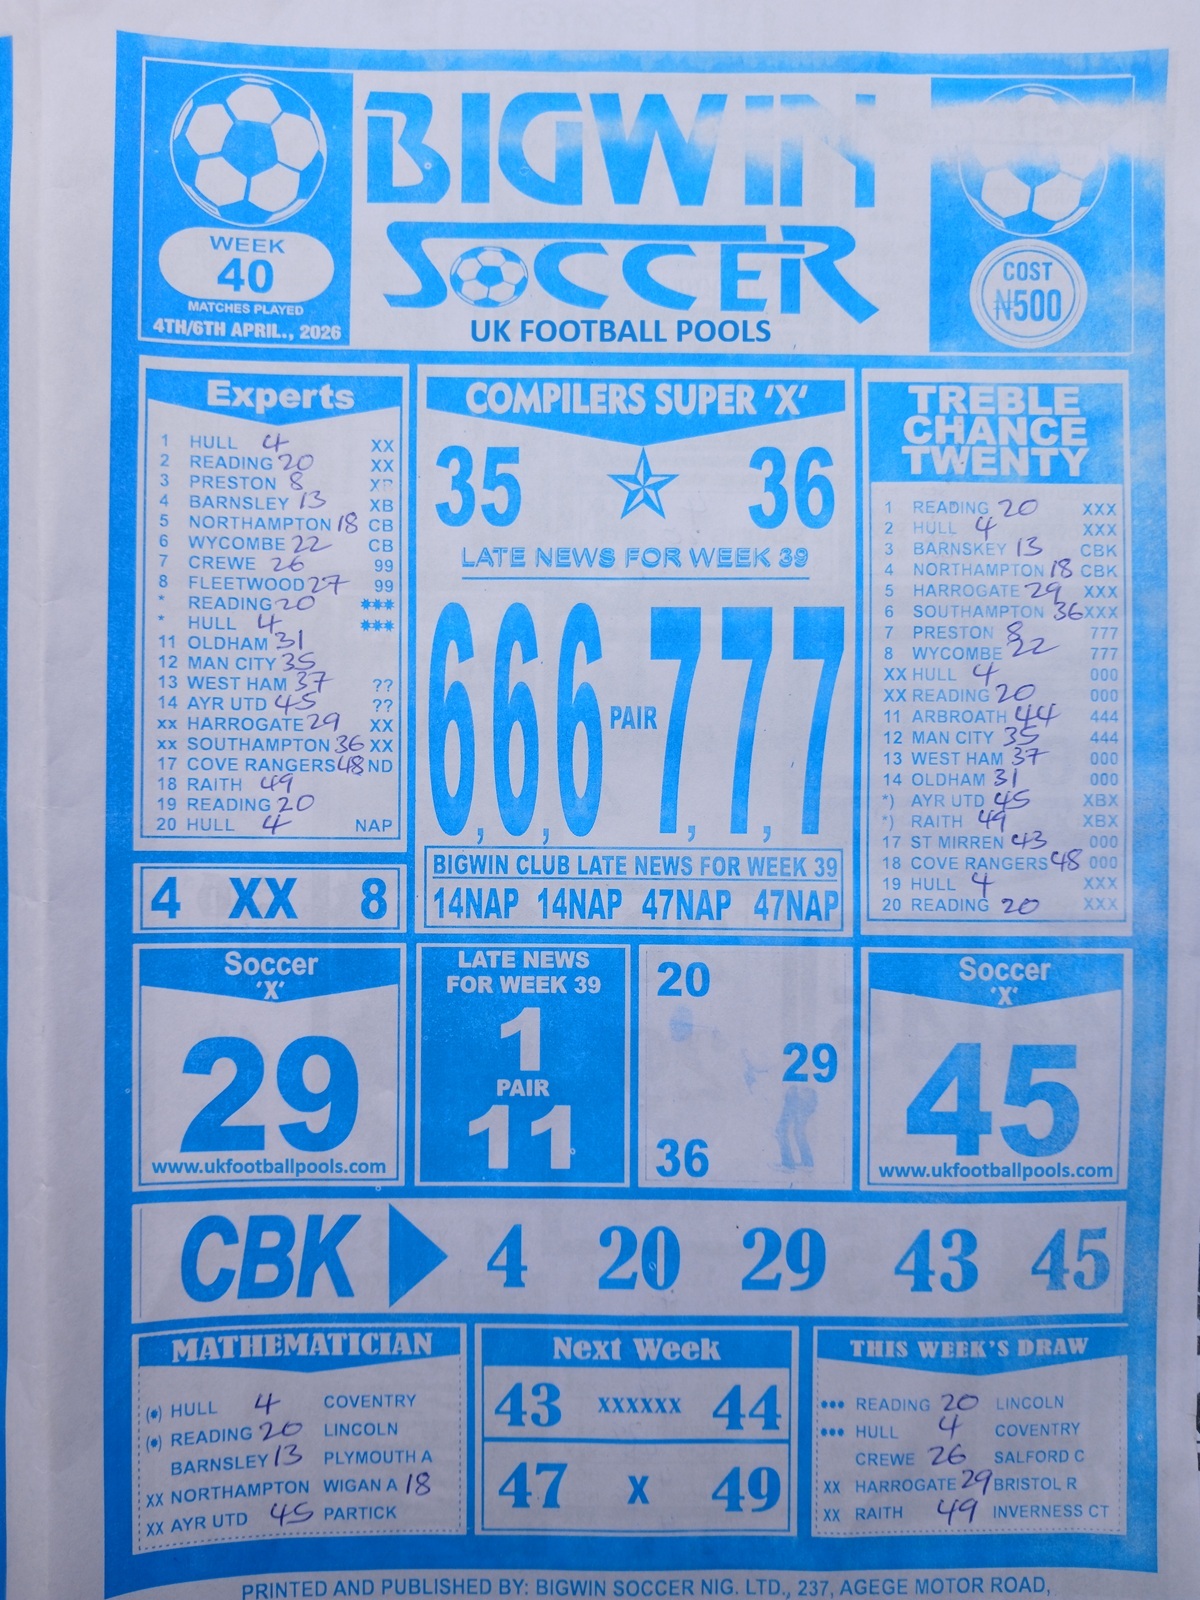 WEEK
40
MATCHES PLAYED
4TH/6TH APRIL., 2026
BIGWIN
SOCCER
UK FOOTBALL POOLS
COST
₦500
Experts
1 HULL 4 XX
2 READING 20 XX
3 PRESTON 8
4 BARNSLEY 13 XB
5 NORTHAMPTON 18 CB
6 WYCOMBE 22 CB
7 CREWE 26 99
8 FLEETWOOD 27 99
* READING 20 ***
* HULL 4 ***
11 OLDHAM 31
12 MAN CITY 35
13 WEST HAM 37 ??
14 AYR UTD 45 ??
xx HARROGATE 29 XX
xx SOUTHAMPTON 36 XX
17 COVE RANGERS 48 ND
18 RAITH 49
19 READING 20
20 HULL 4 NAP
4 XX 8
COMPILERS SUPER 'X'
35 36
LATE NEWS FOR WEEK 39
6,6,6 PAIR 7,7,7
BIGWIN CLUB LATE NEWS FOR WEEK 39
14NAP 14NAP 47NAP 47NAP
TREBLE
CHANCE
TWENTY
1 READING 20 XXX
2 HULL 4 XXX
3 BARNSKEY 13 CBK
4 NORTHAMPTON 18 CBK
5 HARROGATE 29 XXX
6 SOUTHAMPTON 36 XXX
7 PRESTON 8 777
8 WYCOMBE 22 777
XX HULL 4 000
XX READING 20 000
11 ARBROATH 44 444
12 MAN CITY 35 444
13 WEST HAM 37 000
14 OLDHAM 31 000
*) AYR UTD 45 XBX
*) RAITH 49 XBX
17 ST MIRREN 43 000
18 COVE RANGERS 48 000
19 HULL 4 XXX
20 READING 20 XXX
Soccer
'X'
29
www.ukfootballpools.com
LATE NEWS
FOR WEEK 39
1
PAIR
11
20
29
36
Soccer
'X'
45
www.ukfootballpools.com
CBK 4 20 29 43 45
MATHEMATICIAN
(•) HULL 4 COVENTRY
(•) READING 20 LINCOLN
BARNSLEY 13 PLYMOUTH A
XX NORTHAMPTON WIGAN A 18
XX AYR UTD 45 PARTICK
Next Week
43 XXXXXX 44
47 X 49
THIS WEEK'S DRAW
••• READING 20 LINCOLN
••• HULL 4 COVENTRY
CREWE 26 SALFORD C
XX HARROGATE 29 BRISTOL R
XX RAITH 49 INVERNESS CT
PRINTED AND PUBLISHED BY: BIGWIN SOCCER NIG. LTD., 237, AGEGE MOTOR ROAD,